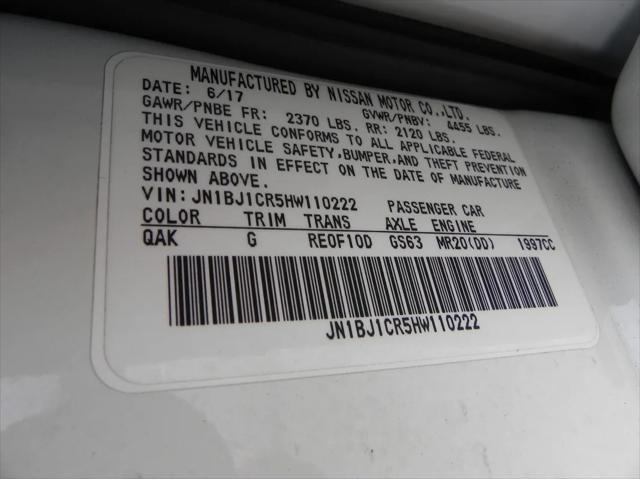 MANUFACTURED BY NISSAN MOTOR CO.,LTD.
DATE: 6/17 GVWR/PNBV: 4455 LBS.
GAWR/PNBE FR: 2370 LBS. RR: 2120 LBS.
THIS VEHICLE CONFORMS TO ALL APPLICABLE FEDERAL
MOTOR VEHICLE SAFETY,BUMPER,AND THEFT PREVENTION
STANDARDS IN EFFECT ON THE DATE OF MANUFACTURE
SHOWN ABOVE.
VIN: JN1BJ1CR5HW110222 PASSENGER CAR
COLOR TRIM TRANS AXLE ENGINE
QAK G RE0F10D GS63 MR20(DD) 1997CC
JN1BJ1CR5HW110222